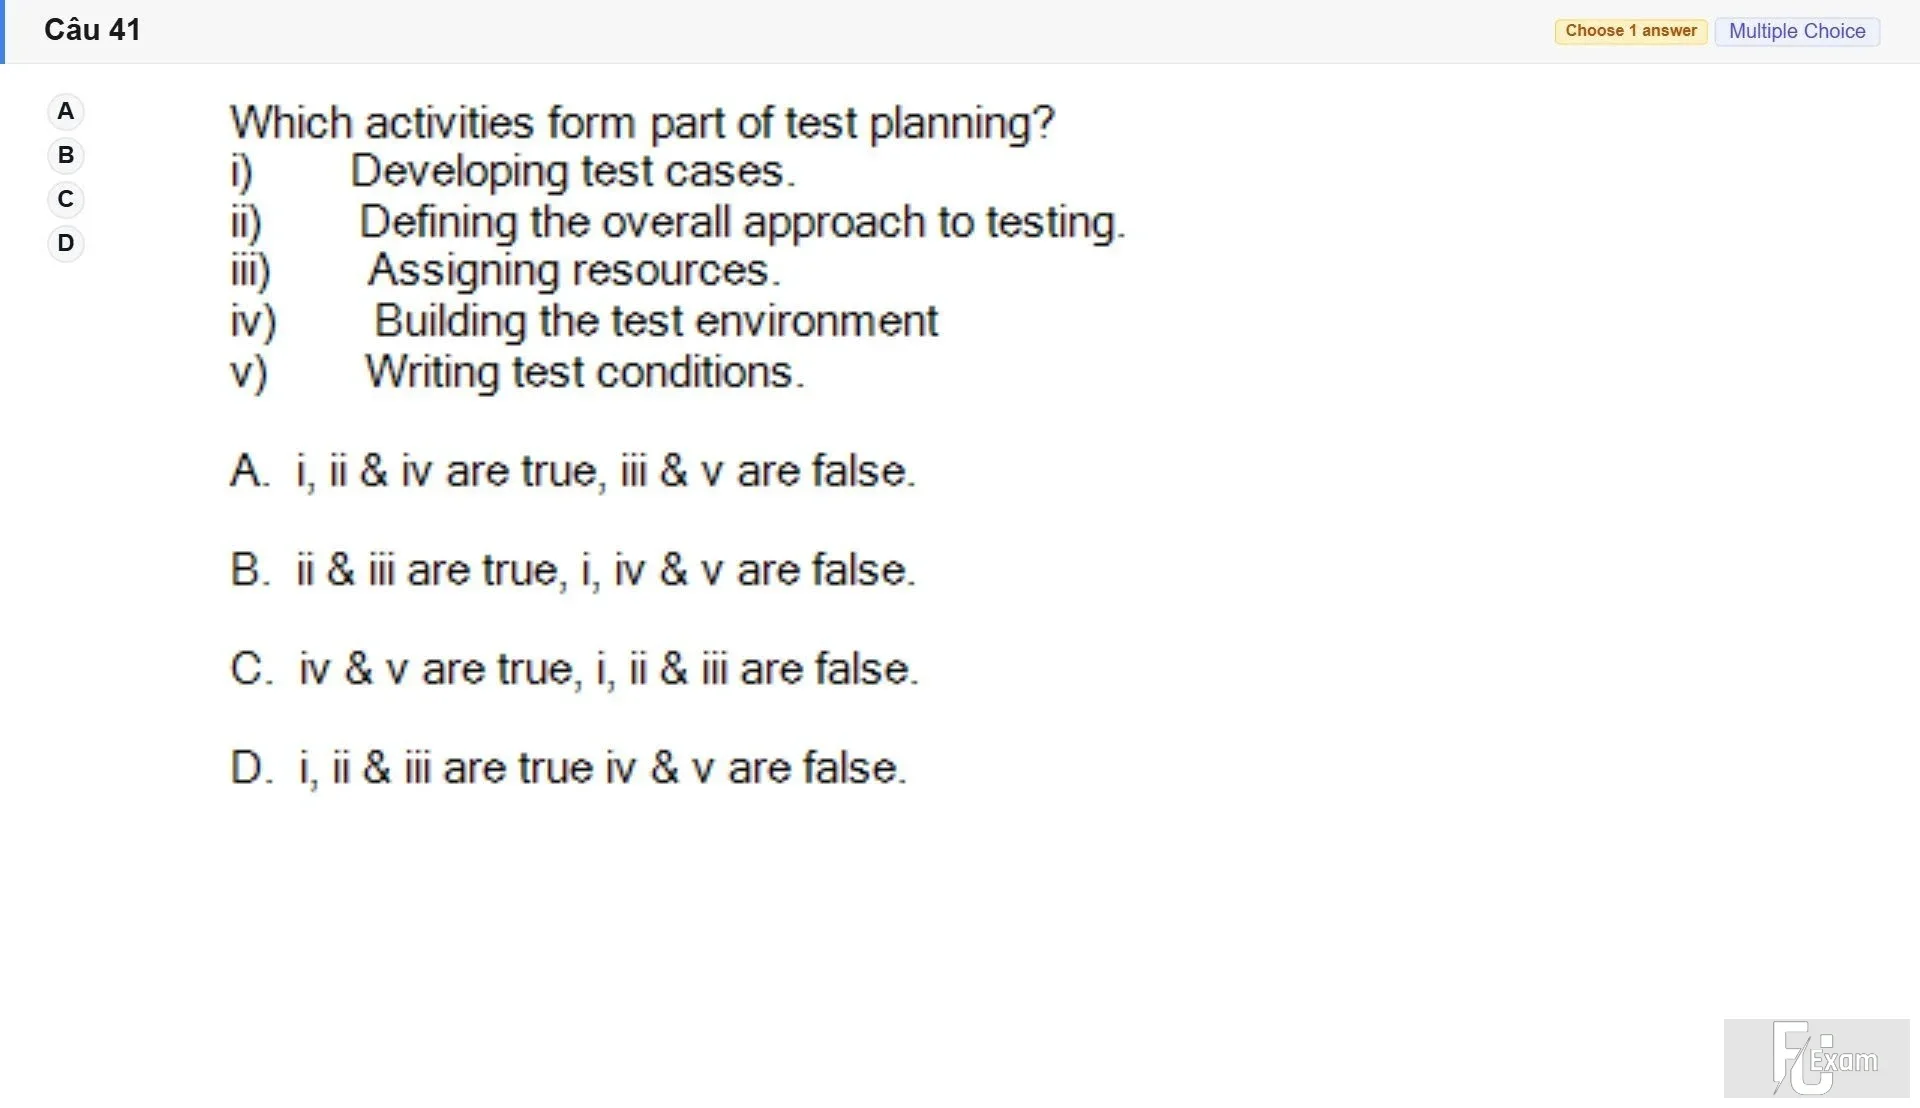 Câu 41
Choose 1 answer
Multiple Choice
A
B
C
D
Which activities form part of test planning?
i) Developing test cases.
ii) Defining the overall approach to testing.
iii) Assigning resources.
iv) Building the test environment
v) Writing test conditions.
A. i, ii & iv are true, iii & v are false.
B. ii & iii are true, i, iv & v are false.
C. iv & v are true, i, ii & iii are false.
D. i, ii & iii are true iv & v are false.
FU Exam